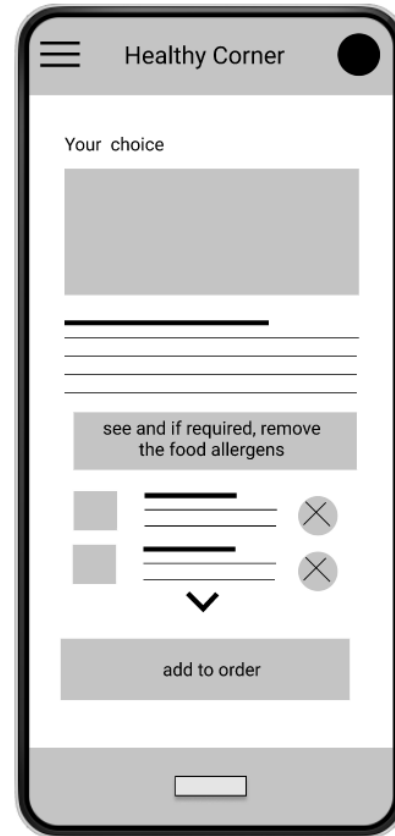 Healthy Corner
Your choice
see and if required, remove
the food allergens
add to order